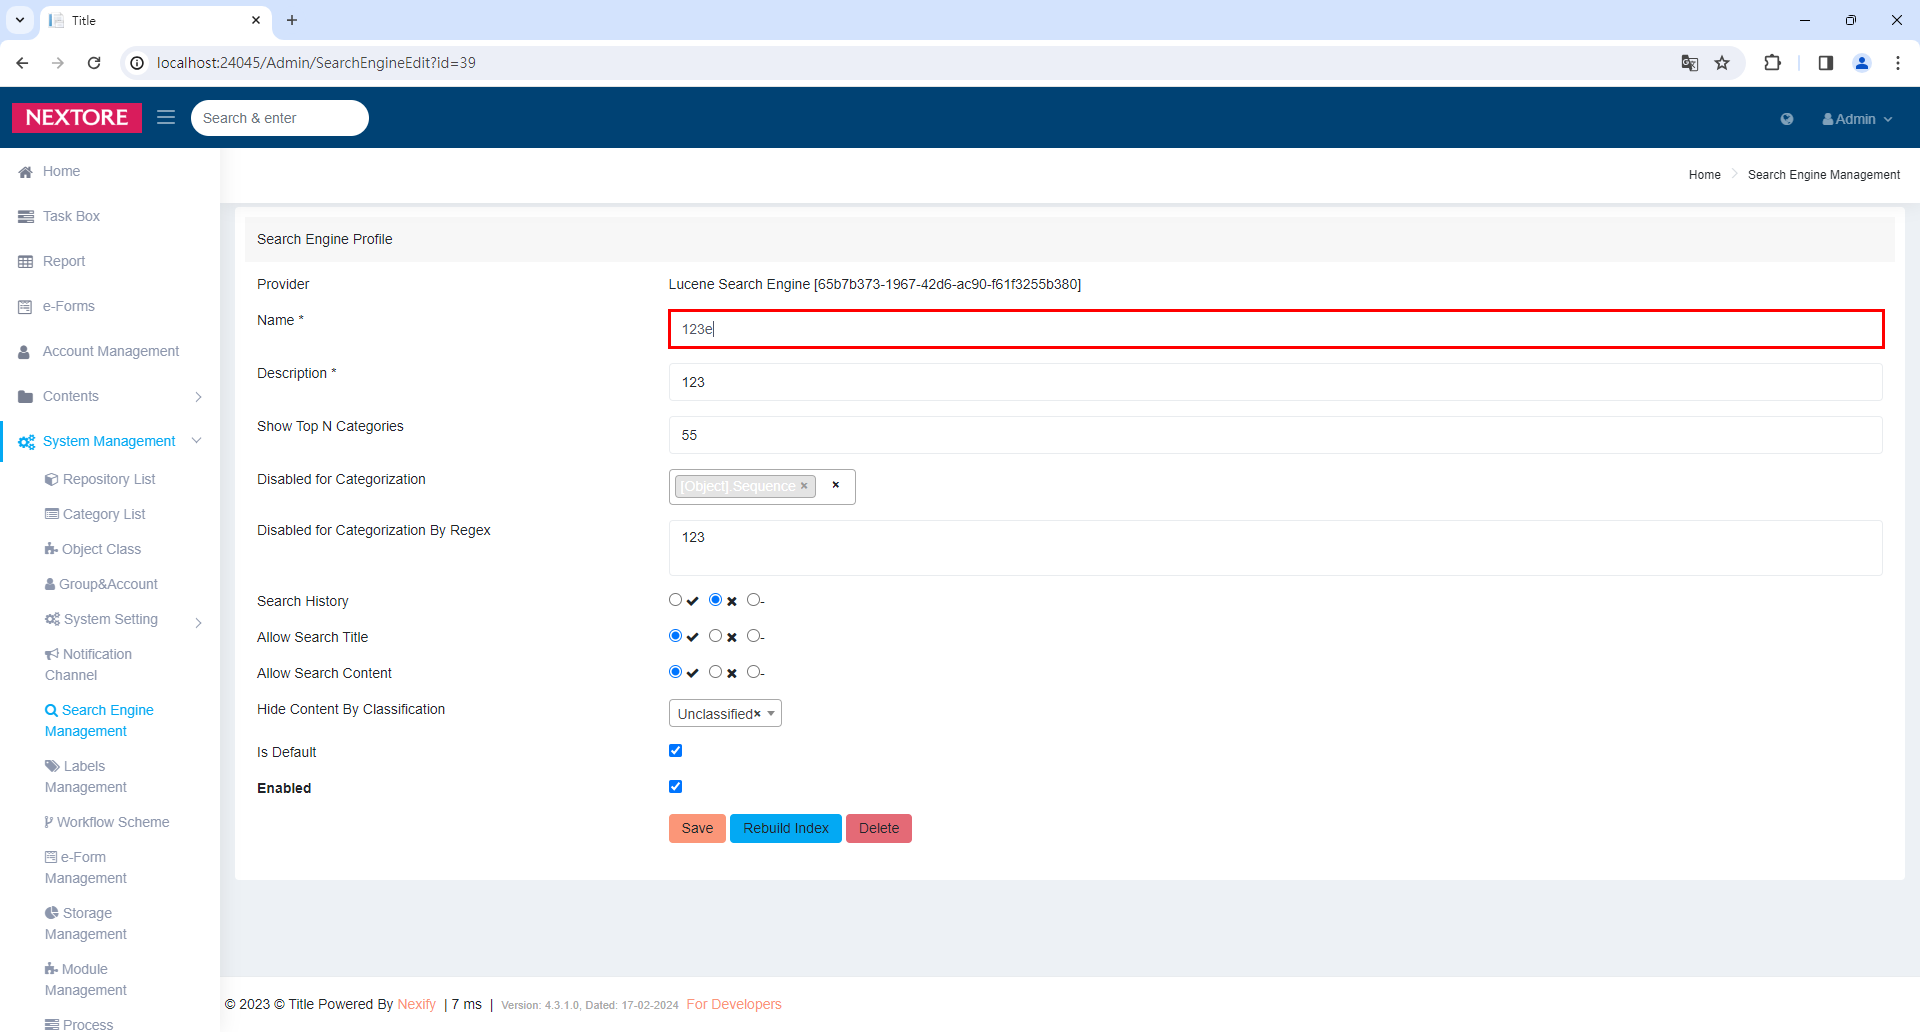 Title
localhost:24045/Admin/SearchEngineEdit?id=39
NEXTORE
Search & enter
Admin
Home
Task Box
Report
e-Forms
Account Management
Contents
System Management
Repository List
Category List
Object Class
Group&Account
System Setting
Notification
Channel
Search Engine
Management
Labels
Management
Workflow Scheme
e-Form
Management
Storage
Management
Module
Management
Process
Home Search Engine Management
Search Engine Profile
Provider Lucene Search Engine [65b7b373-1967-42d6-ac90-f61f3255b380]
Name * 123e
Description * 123
Show Top N Categories 55
Disabled for Categorization [Object].Sequence × ×
Disabled for Categorization By Regex 123
Search History ✔ ✖ -
Allow Search Title ✔ ✖ -
Allow Search Content ✔ ✖ -
Hide Content By Classification Unclassified×
Is Default
Enabled
Save Rebuild Index Delete
© 2023 © Title Powered By Nexify | 7 ms | Version: 4.3.1.0, Dated: 17-02-2024 For Developers